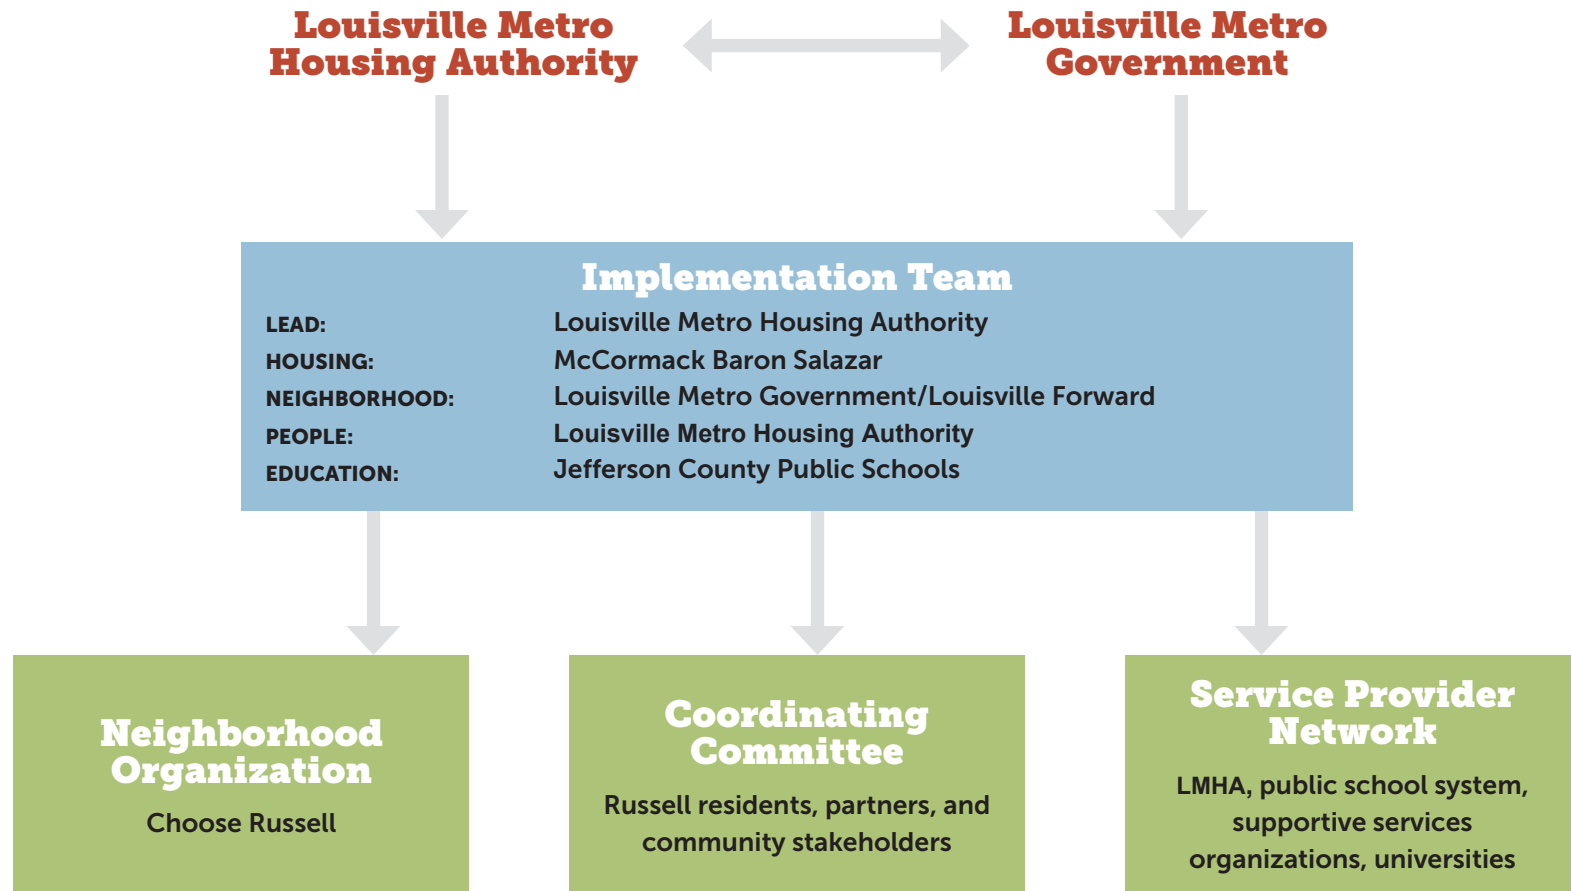 Louisville Metro
Housing Authority
Louisville Metro
Government
Implementation Team
LEAD: Louisville Metro Housing Authority
HOUSING: McCormack Baron Salazar
NEIGHBORHOOD: Louisville Metro Government/Louisville Forward
PEOPLE: Louisville Metro Housing Authority
EDUCATION: Jefferson County Public Schools
Neighborhood
Organization
Choose Russell
Coordinating
Committee
Russell residents, partners, and
community stakeholders
Service Provider
Network
LMHA, public school system,
supportive services
organizations, universities